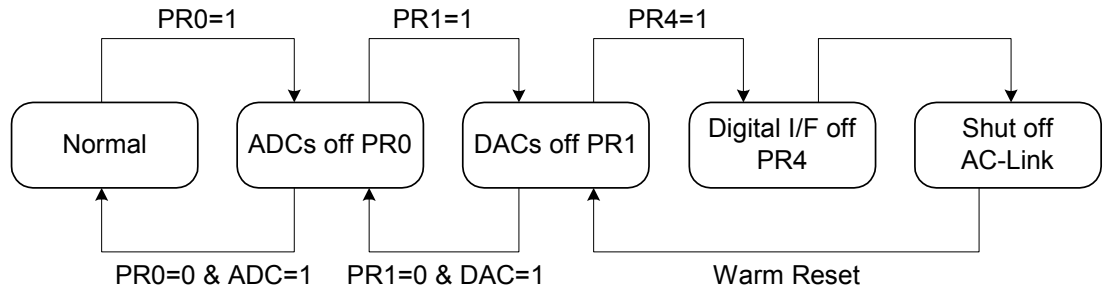 PR0=1
PR1=1
PR4=1
Normal
ADCs off PR0
DACs off PR1
Digital I/F off
PR4
Shut off
AC-Link
PR0=0 & ADC=1
PR1=0 & DAC=1
Warm Reset